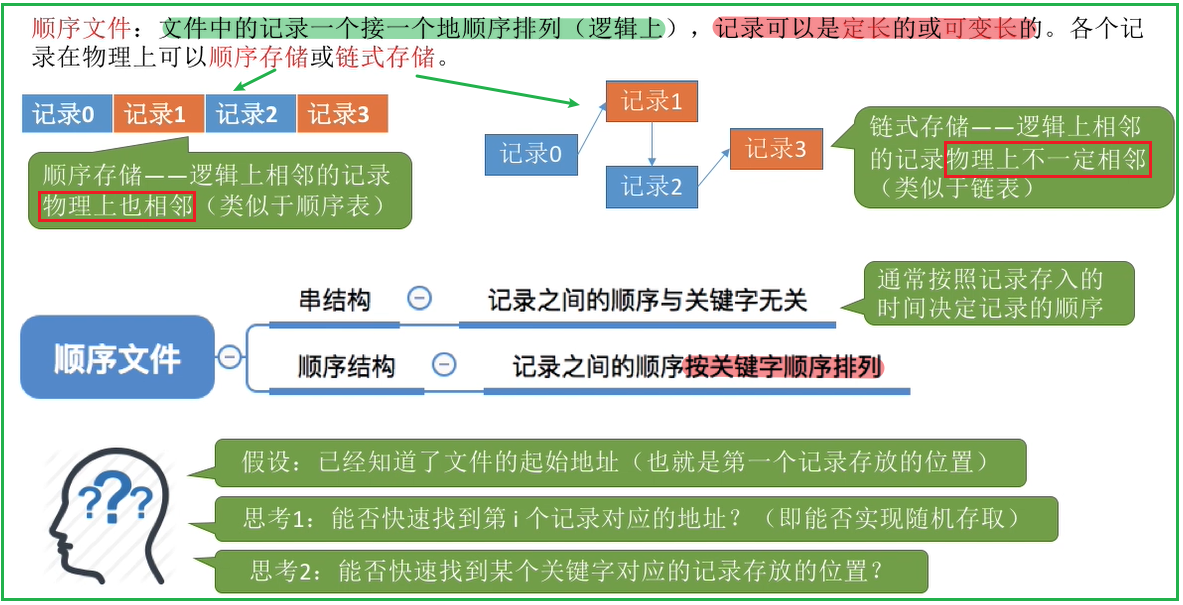 顺序文件：文件中的记录一个接一个地顺序排列（逻辑上），记录可以是定长的或可变长的。各个记
录在物理上可以顺序存储或链式存储。
记录0 记录1 记录2 记录3
顺序存储——逻辑上相邻的记录
物理上也相邻（类似于顺序表）
记录0
记录1
记录2
记录3
链式存储——逻辑上相邻
的记录物理上不一定相邻
（类似于链表）
顺序文件
串结构
记录之间的顺序与关键字无关
通常按照记录存入的
时间决定记录的顺序
顺序结构
记录之间的顺序按关键字顺序排列
???
假设：已经知道了文件的起始地址（也就是第一个记录存放的位置）
思考1：能否快速找到第 i 个记录对应的地址？（即能否实现随机存取）
思考2：能否快速找到某个关键字对应的记录存放的位置？